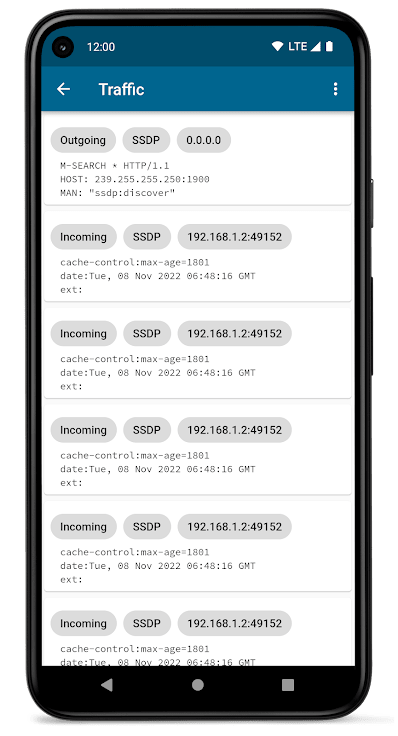 12:00 LTE
Traffic
Outgoing SSDP 0.0.0.0
M-SEARCH * HTTP/1.1
HOST: 239.255.255.250:1900
MAN: "ssdp:discover"
Incoming SSDP 192.168.1.2:49152
cache-control:max-age=1801
date:Tue, 08 Nov 2022 06:48:16 GMT
ext:
Incoming SSDP 192.168.1.2:49152
cache-control:max-age=1801
date:Tue, 08 Nov 2022 06:48:16 GMT
ext:
Incoming SSDP 192.168.1.2:49152
cache-control:max-age=1801
date:Tue, 08 Nov 2022 06:48:16 GMT
ext:
Incoming SSDP 192.168.1.2:49152
cache-control:max-age=1801
date:Tue, 08 Nov 2022 06:48:16 GMT
ext:
Incoming SSDP 192.168.1.2:49152
cache-control:max-age=1801
date:Tue, 08 Nov 2022 06:48:16 GMT